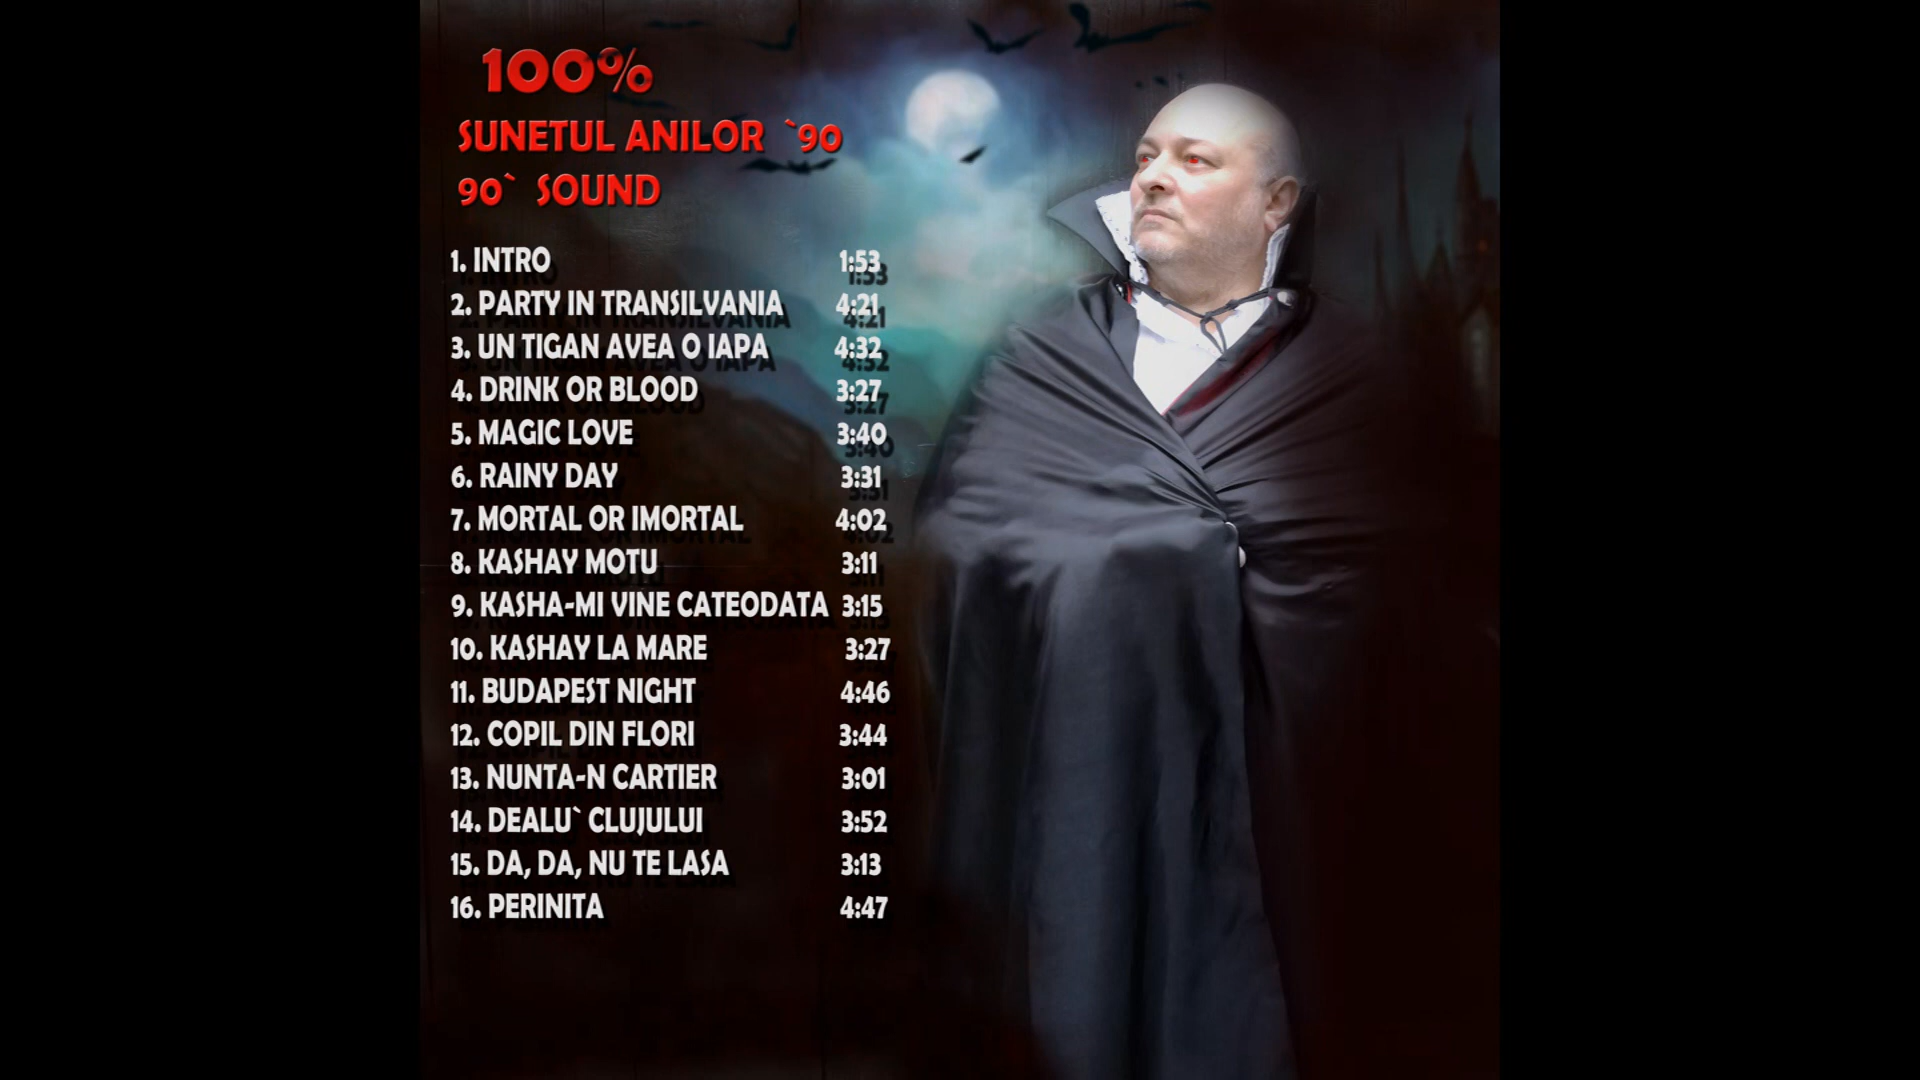 100%
SUNETUL ANILOR `90
90` SOUND
1. INTRO 1:53
2. PARTY IN TRANSILVANIA 4:21
3. UN TIGAN AVEA O IAPA 4:32
4. DRINK OR BLOOD 3:27
5. MAGIC LOVE 3:40
6. RAINY DAY 3:31
7. MORTAL OR IMORTAL 4:02
8. KASHAY MOTU 3:11
9. KASHA-MI VINE CATEODATA 3:15
10. KASHAY LA MARE 3:27
11. BUDAPEST NIGHT 4:46
12. COPIL DIN FLORI 3:44
13. NUNTA-N CARTIER 3:01
14. DEALU` CLUJULUI 3:52
15. DA, DA, NU TE LASA 3:13
16. PERINITA 4:47